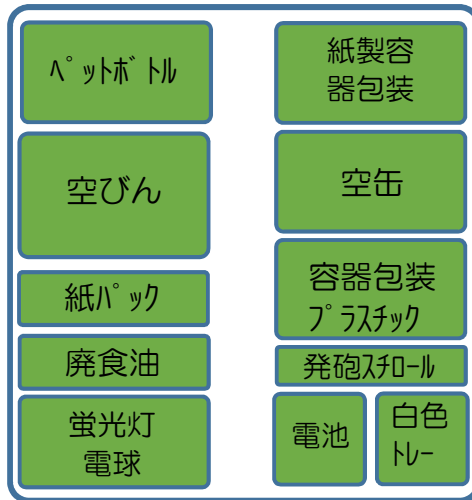 ﾍﾟｯﾄﾎﾞﾄﾙ
空びん
紙ﾊﾟｯｸ
廃食油
蛍光灯
電球
紙製容
器包装
空缶
容器包装
ﾌﾟﾗｽﾁｯｸ
発砲ｽﾁﾛｰﾙ
電池
白色
ﾄﾚｰ